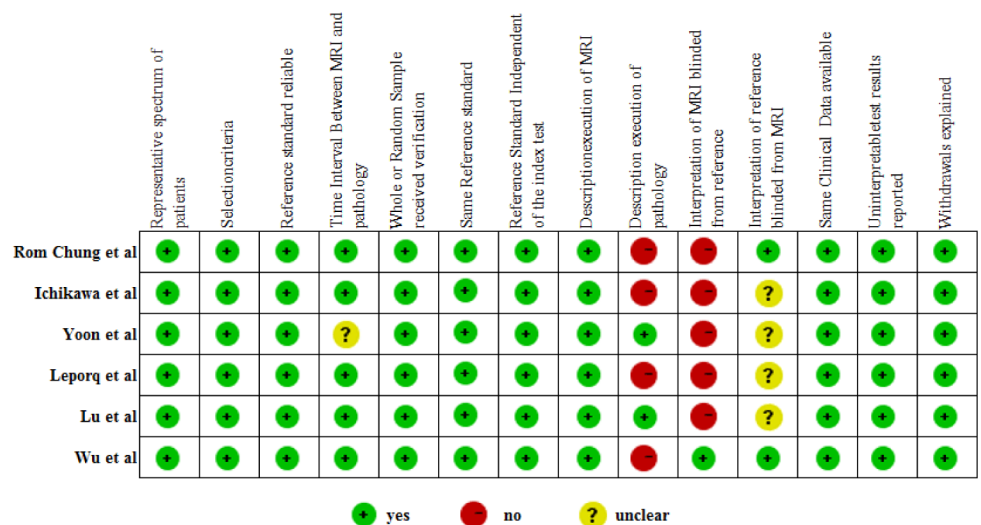 Representative spectrum of
patients
Selectioncriteria
Reference standard reliable
Time Interval Between MRI and
pathology
Whole or Random Sample
received verification
Same Reference standard
Reference Standard Independent
of the index test
Descriptionexecution of MRI
Description execution of
pathology
Interpretation of MRI blinded
from reference
Interpretation of reference
blinded from MRI
Same Clinical Data available
Uninterpretabletest results
reported
Withdrawals explained
Rom Chung et al + + + + + + + + - - + + + +
Ichikawa et al + + + + + + + + - - ? + + +
Yoon et al + + + ? + + + + + - ? + + +
Leporq et al + + + + + + + + - - ? + + +
Lu et al + + + + + + + + + - ? + + +
Wu et al + + + + + + + + - + + + + +
+ yes - no ? unclear